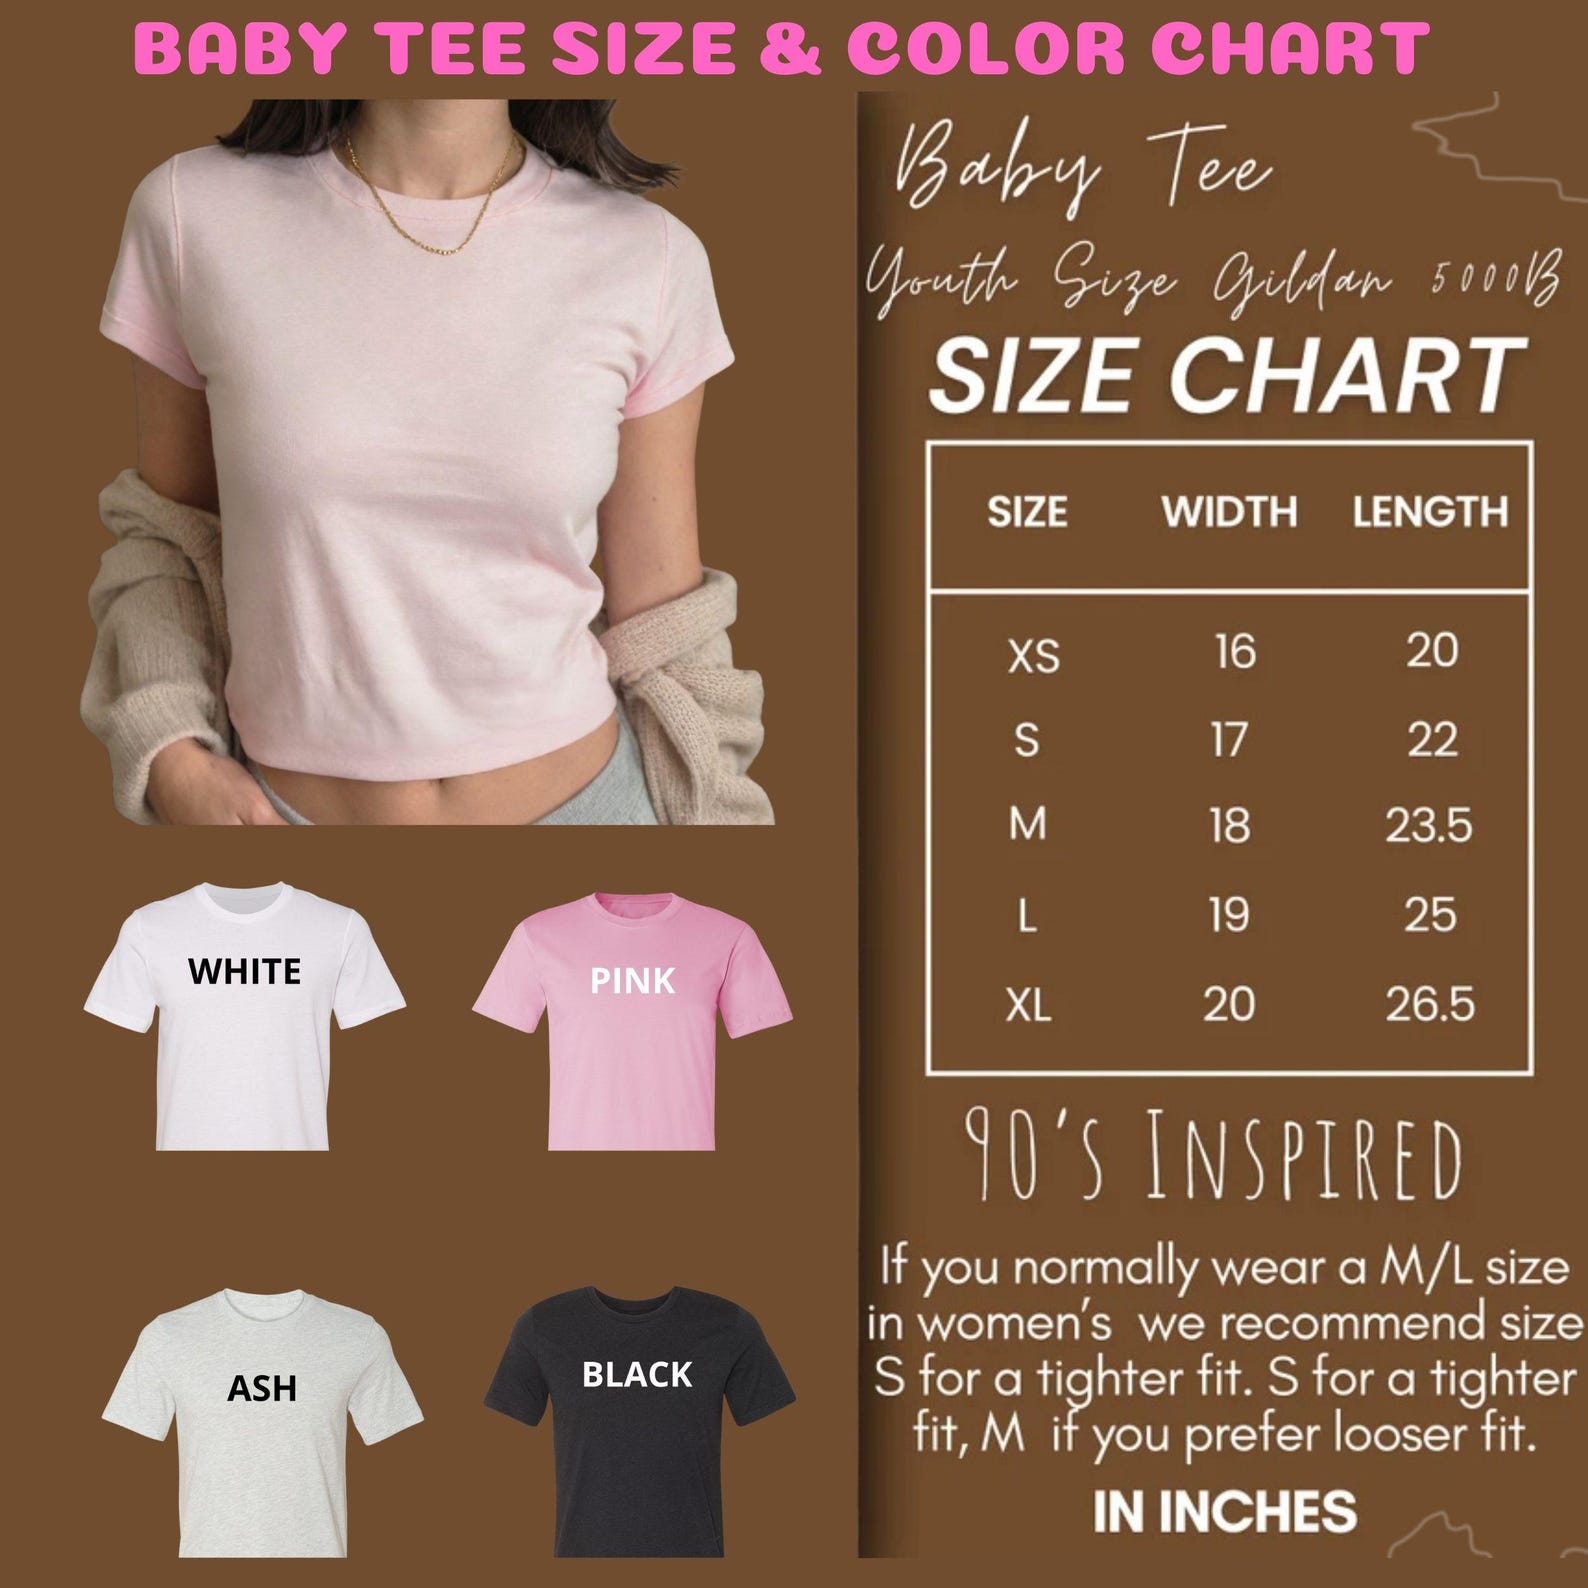 BABY TEE SIZE & COLOR CHART
Baby Tee
Youth Size Gildan 5000B
SIZE CHART
SIZE WIDTH LENGTH
XS 16 20
S 17 22
M 18 23.5
L 19 25
XL 20 26.5
90's INSPIRED
If you normally wear a M/L size
in women's we recommend size
S for a tighter fit. S for a tighter
fit, M if you prefer looser fit.
IN INCHES
WHITE
PINK
ASH
BLACK